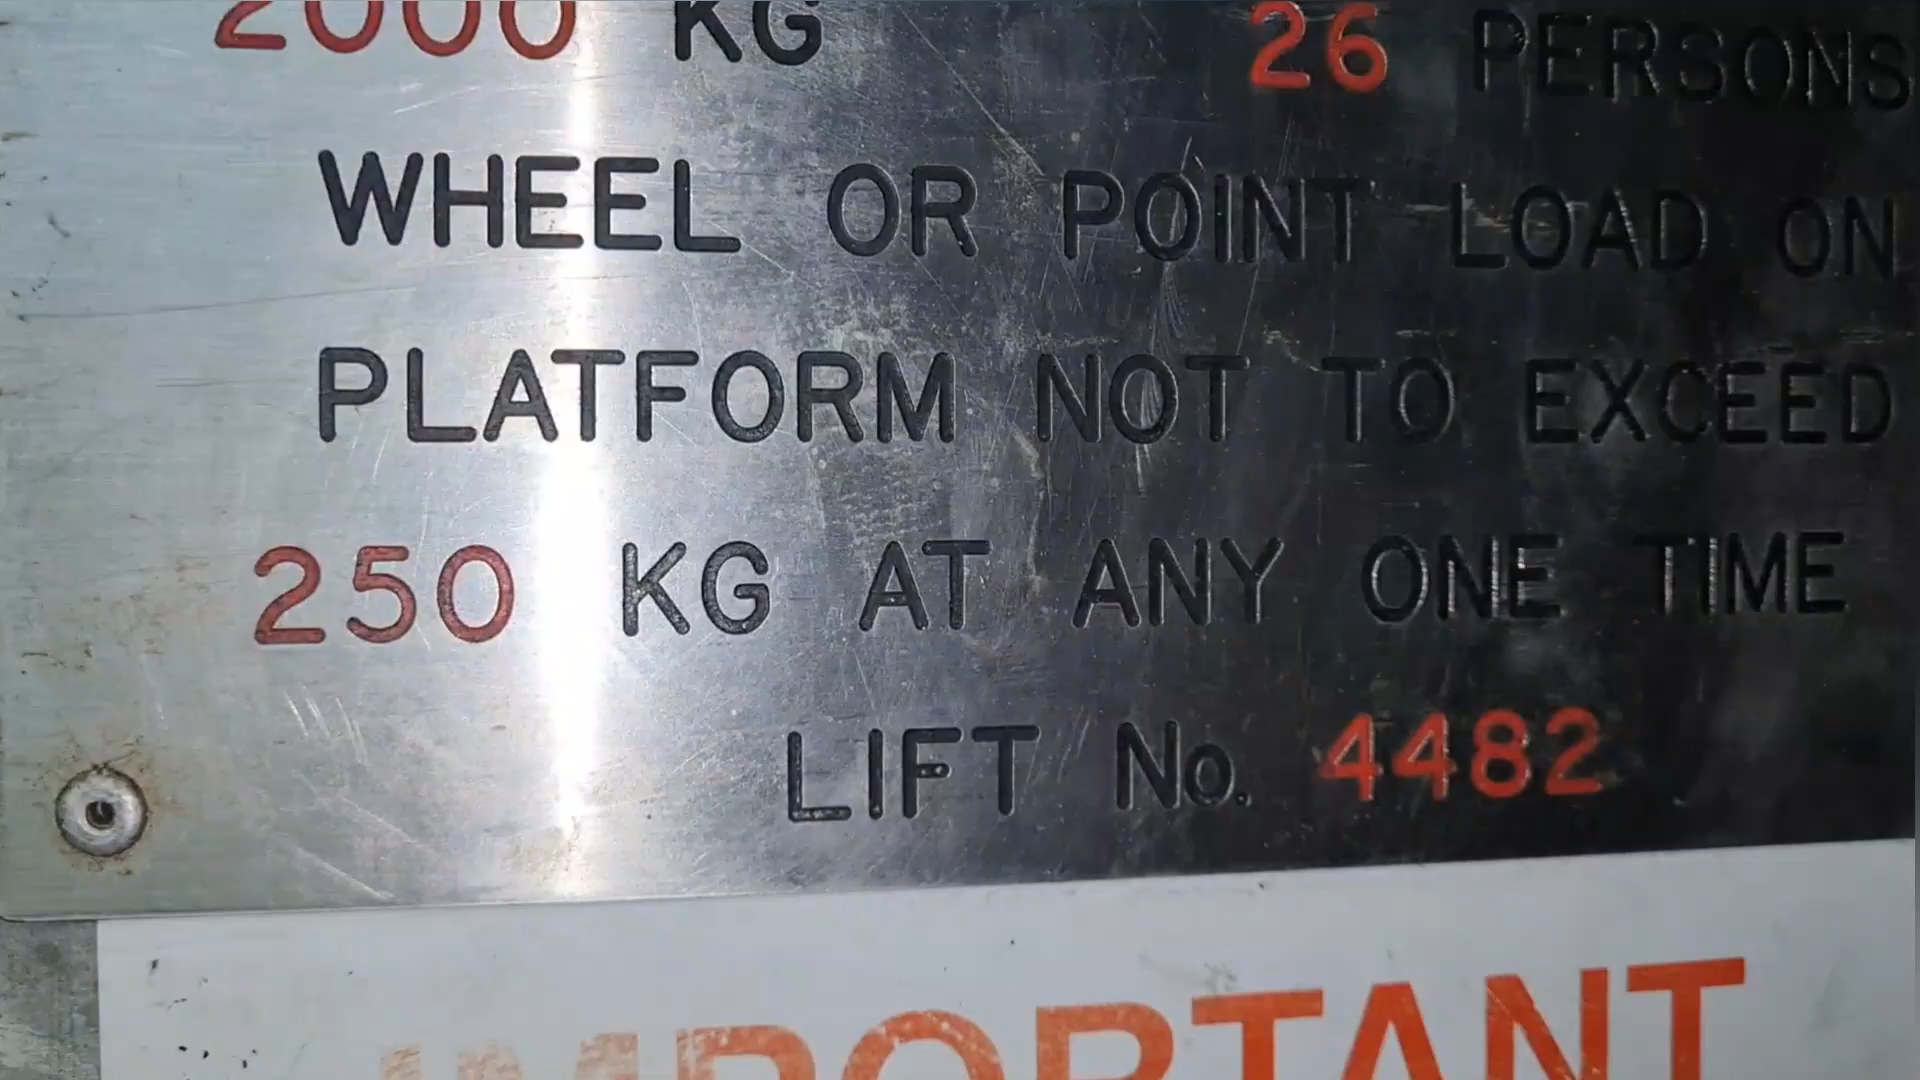 2000 KG 26 PERSONS
WHEEL OR POINT LOAD ON
PLATFORM NOT TO EXCEED
250 KG AT ANY ONE TIME
LIFT No. 4482
IMPORTANT